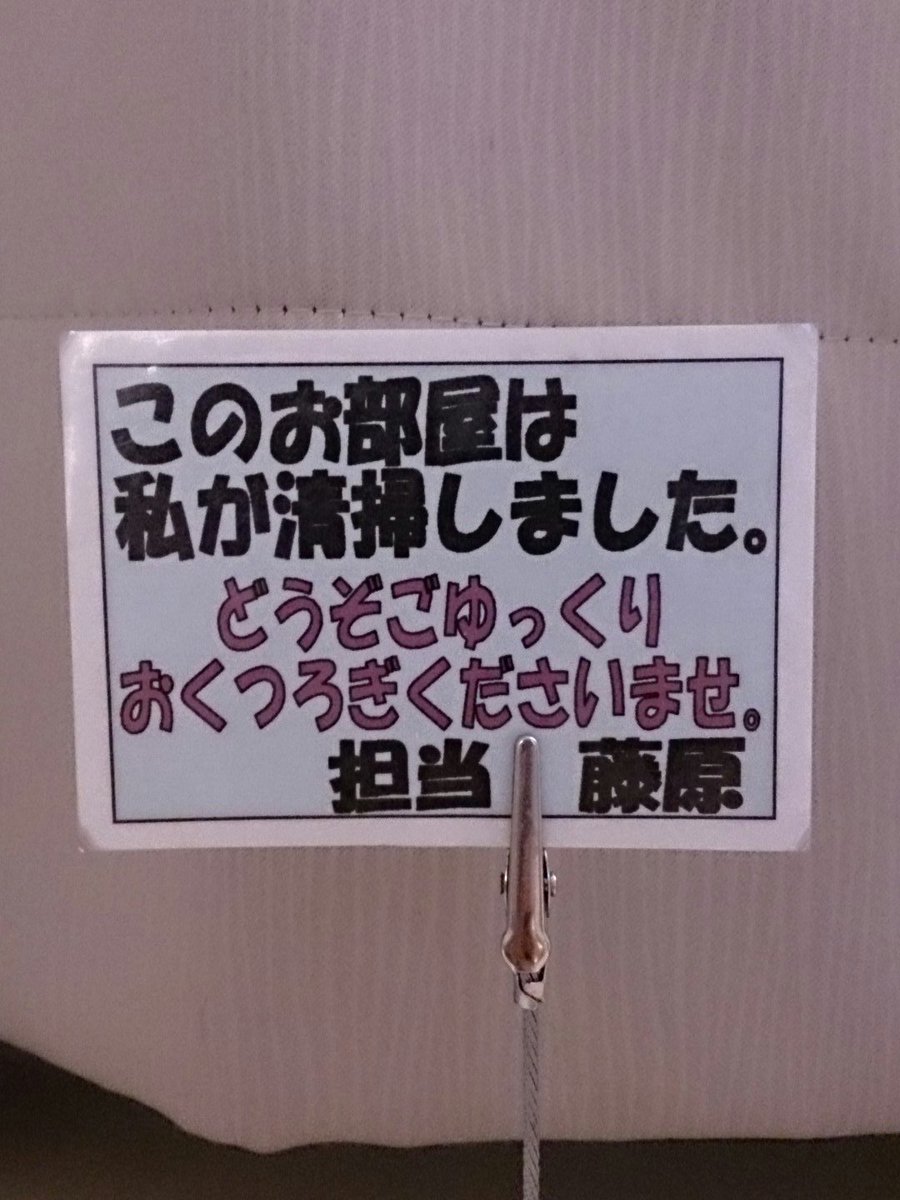 このお部屋は
私が清掃しました。
どうぞごゆっくり
おくつろぎくださいませ。
担当　藤原